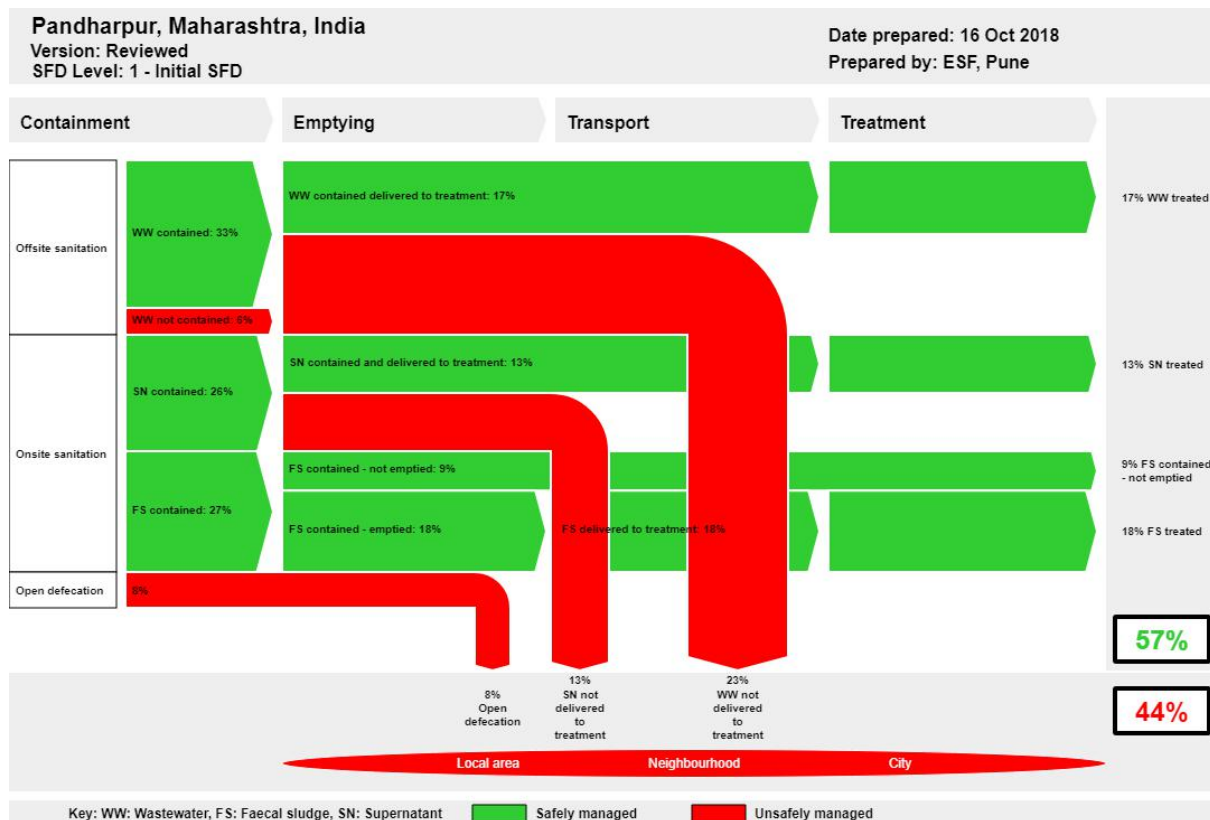 Pandharpur, Maharashtra, India
Version: Reviewed
SFD Level: 1 - Initial SFD
Date prepared: 16 Oct 2018
Prepared by: ESF, Pune
Containment
Emptying
Transport
Treatment
Offsite sanitation
WW contained: 33%
WW contained delivered to treatment: 17%
17% WW treated
WW not contained: 6%
Onsite sanitation
SN contained: 26%
SN contained and delivered to treatment: 13%
13% SN treated
FS contained: 27%
FS contained - not emptied: 9%
9% FS contained
- not emptied
FS contained - emptied: 18%
FS delivered to treatment: 18%
18% FS treated
Open defecation
8%
57%
44%
8%
Open
defecation
13%
SN not
delivered
to
treatment
23%
WW not
delivered
to
treatment
Local area
Neighbourhood
City
Key: WW: Wastewater, FS: Faecal sludge, SN: Supernatant
Safely managed
Unsafely managed